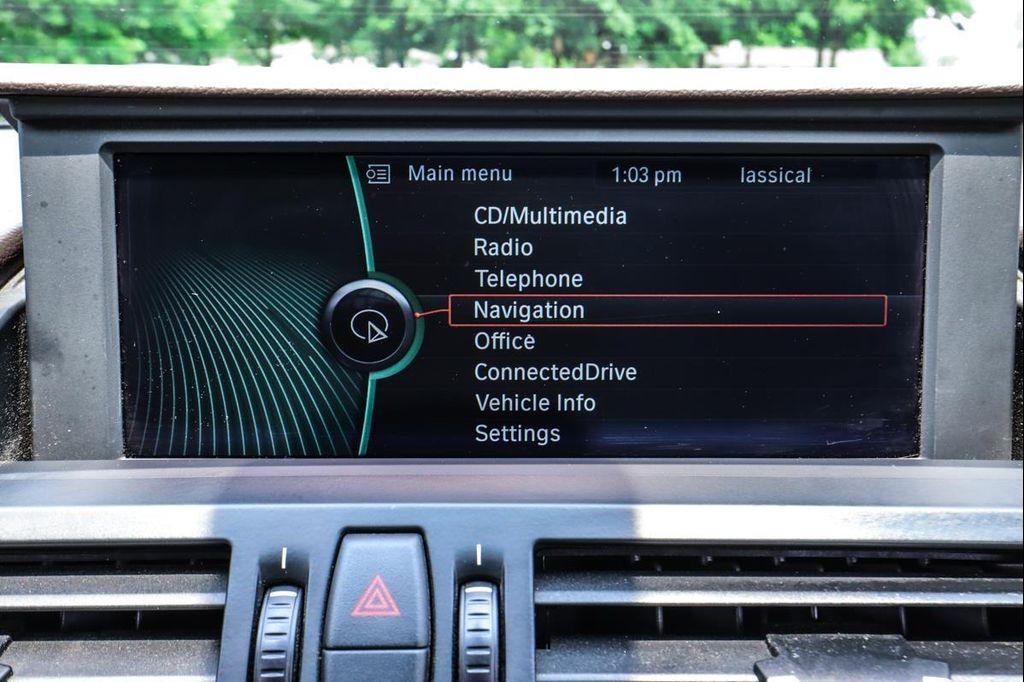 Main menu 1:03 pm lassical
CD/Multimedia
Radio
Telephone
Navigation
Office
ConnectedDrive
Vehicle Info
Settings